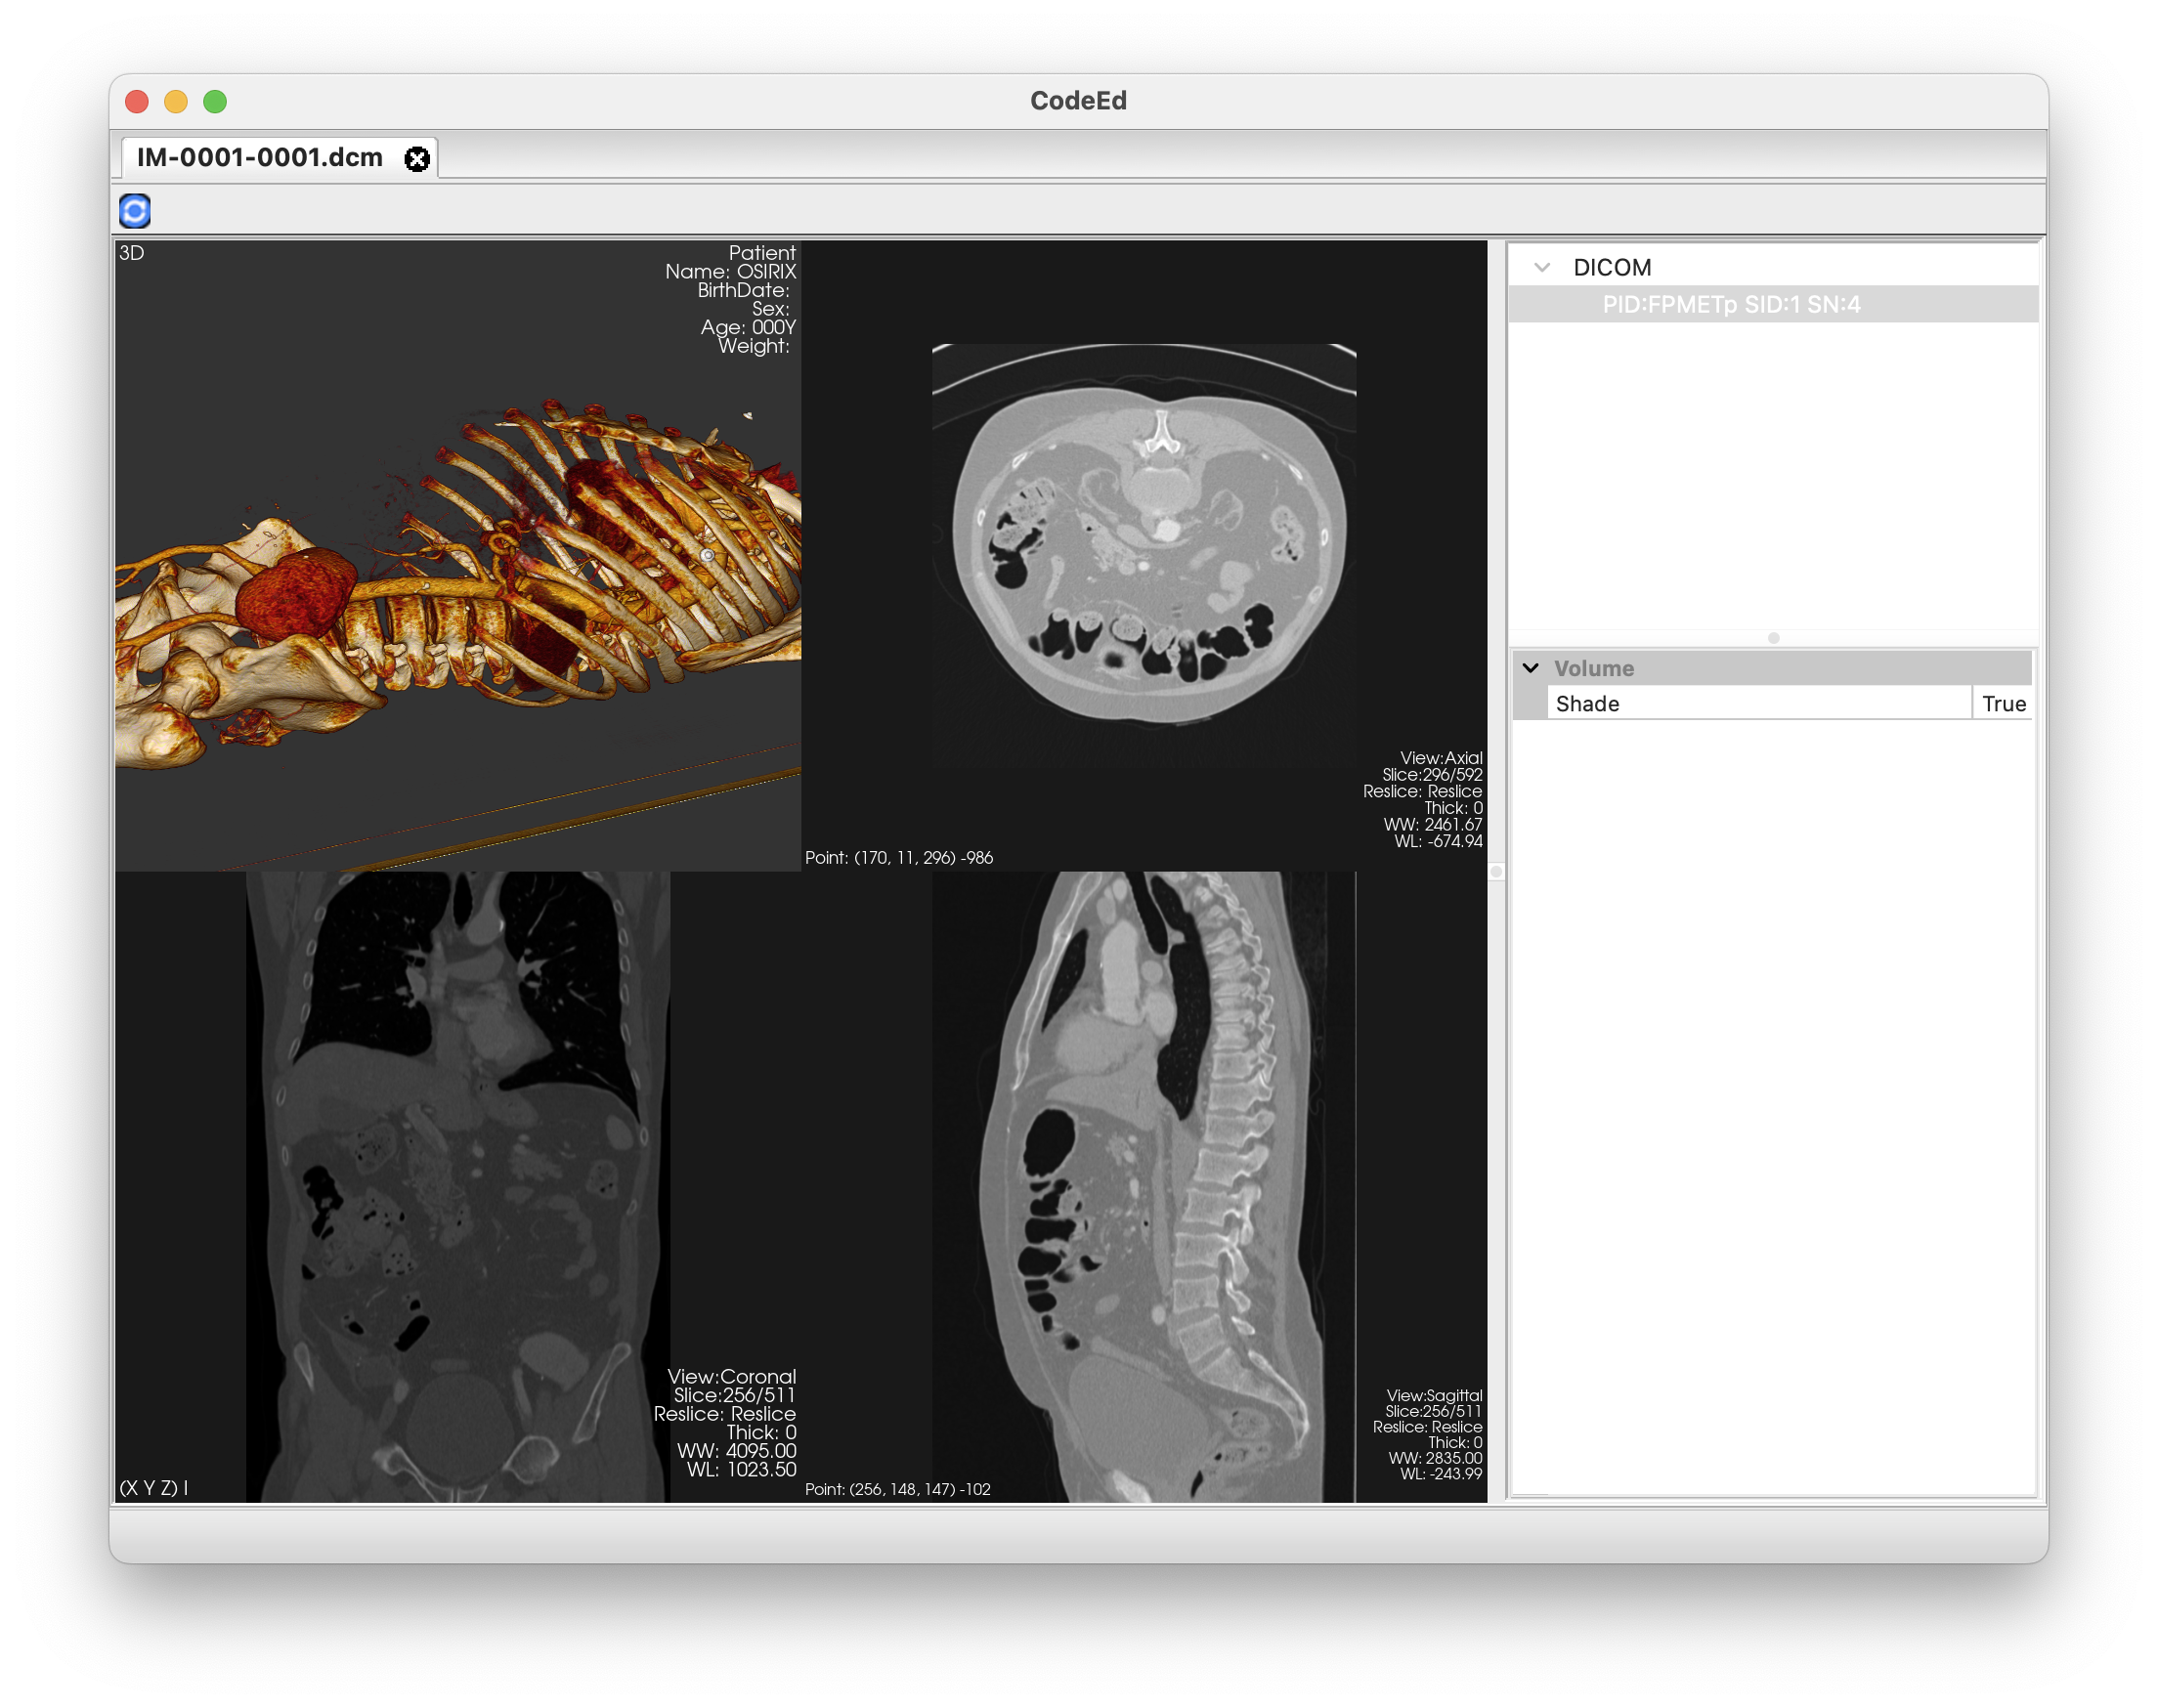 CodeEd
IM-0001-0001.dcm
3D
Patient
Name: OSIRIX
BirthDate:
Sex:
Age: 000Y
Weight:
View:Axial
Slice:296/592
Reslice: Reslice
Thick: 0
WW: 2461.67
WL: -674.94
Point: (170, 11, 296) -986
View:Coronal
Slice:256/511
Reslice: Reslice
Thick: 0
WW: 4095.00
WL: 1023.50
(X Y Z) I
View:Sagittal
Slice:256/511
Reslice: Reslice
Thick: 0
WW: 2835.00
WL: -243.99
Point: (256, 148, 147) -102
DICOM
PID:FPMETp SID:1 SN:4
Volume
Shade True